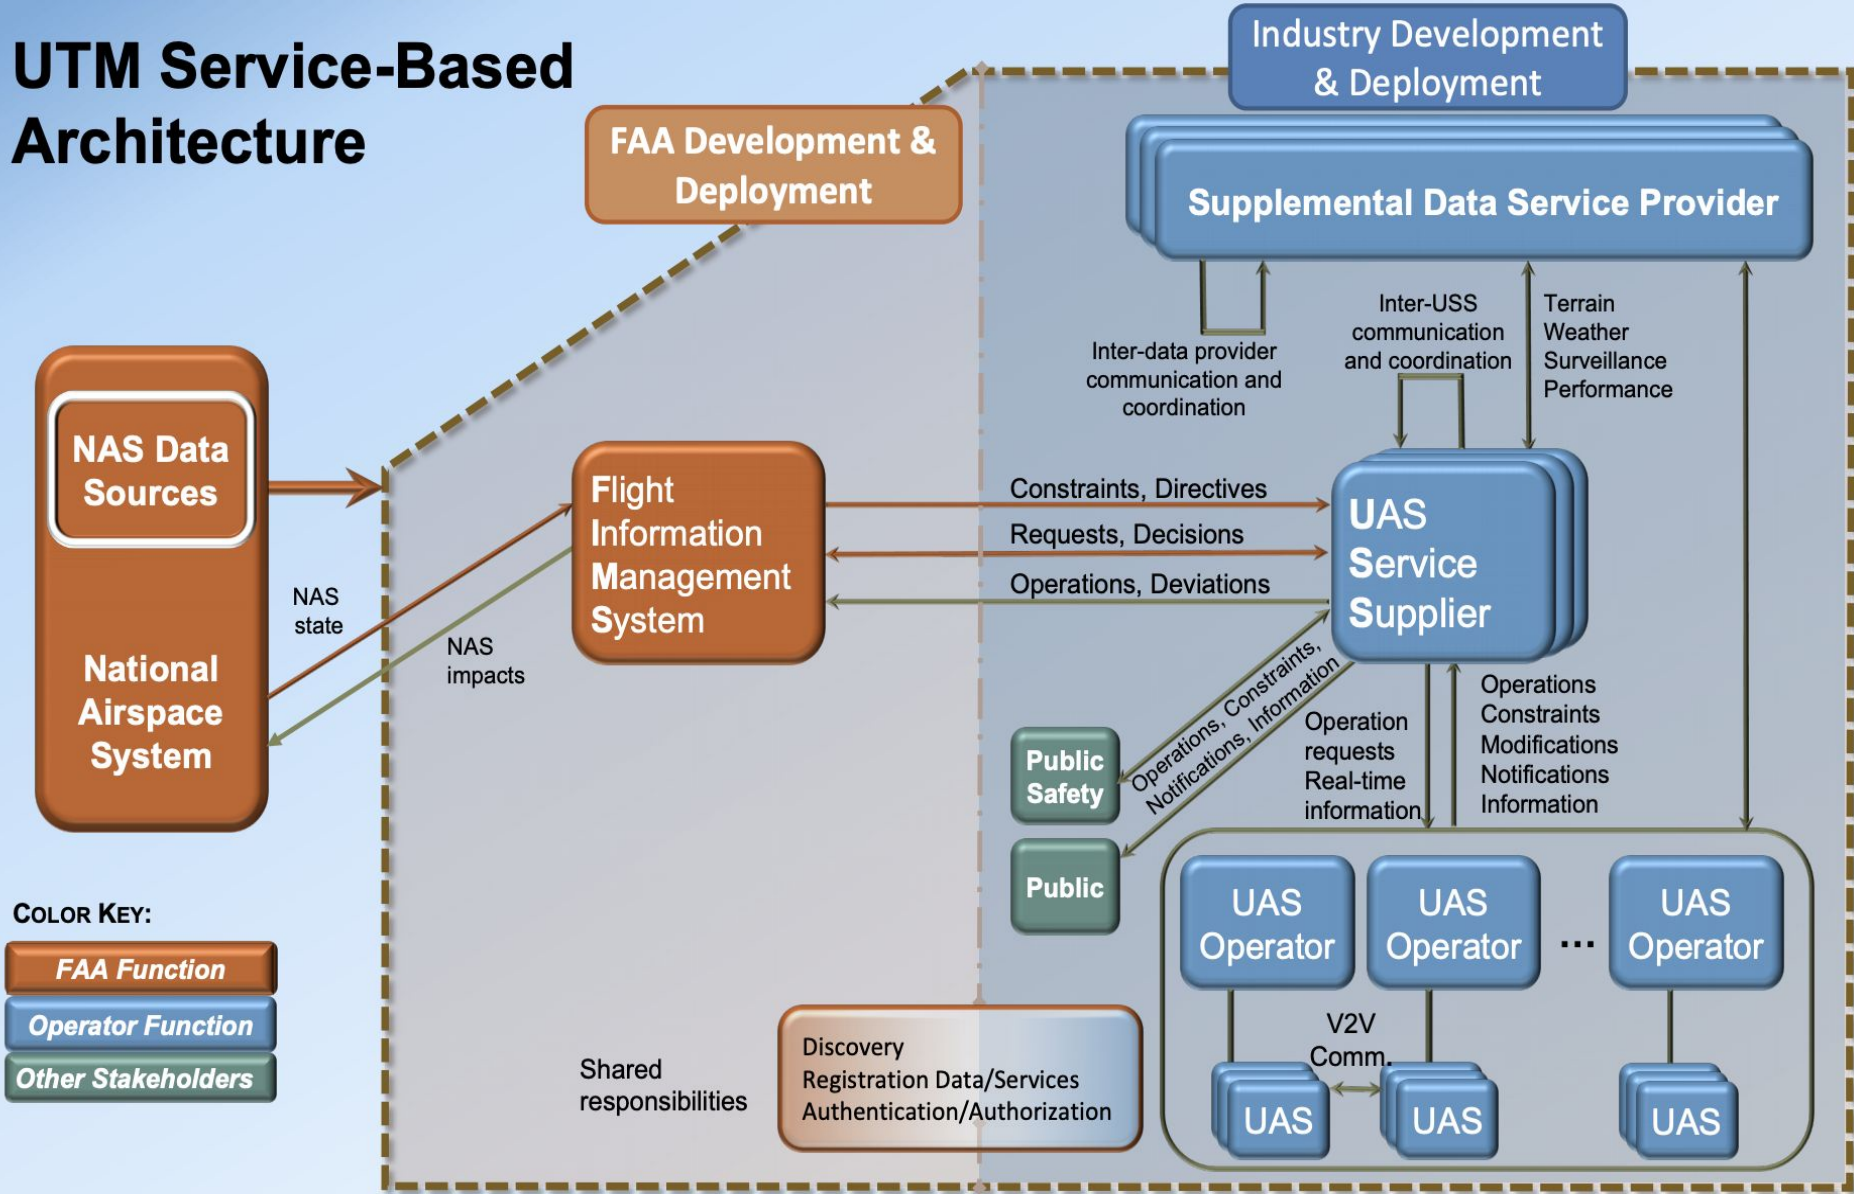 UTM Service-Based
Architecture
FAA Development &
Deployment
Industry Development
& Deployment
Supplemental Data Service Provider
Inter-data provider
communication and
coordination
Inter-USS
communication
and coordination
Terrain
Weather
Surveillance
Performance
NAS Data
Sources
National
Airspace
System
NAS
state
NAS
impacts
Flight
Information
Management
System
Constraints, Directives
Requests, Decisions
Operations, Deviations
UAS
Service
Supplier
Operations, Constraints,
Notifications, Information
Public
Safety
Public
Operation
requests
Real-time
information
Operations
Constraints
Modifications
Notifications
Information
UAS
Operator
UAS
Operator
...
UAS
Operator
V2V
Comm.
UAS
UAS
UAS
COLOR KEY:
FAA Function
Operator Function
Other Stakeholders
Shared
responsibilities
Discovery
Registration Data/Services
Authentication/Authorization